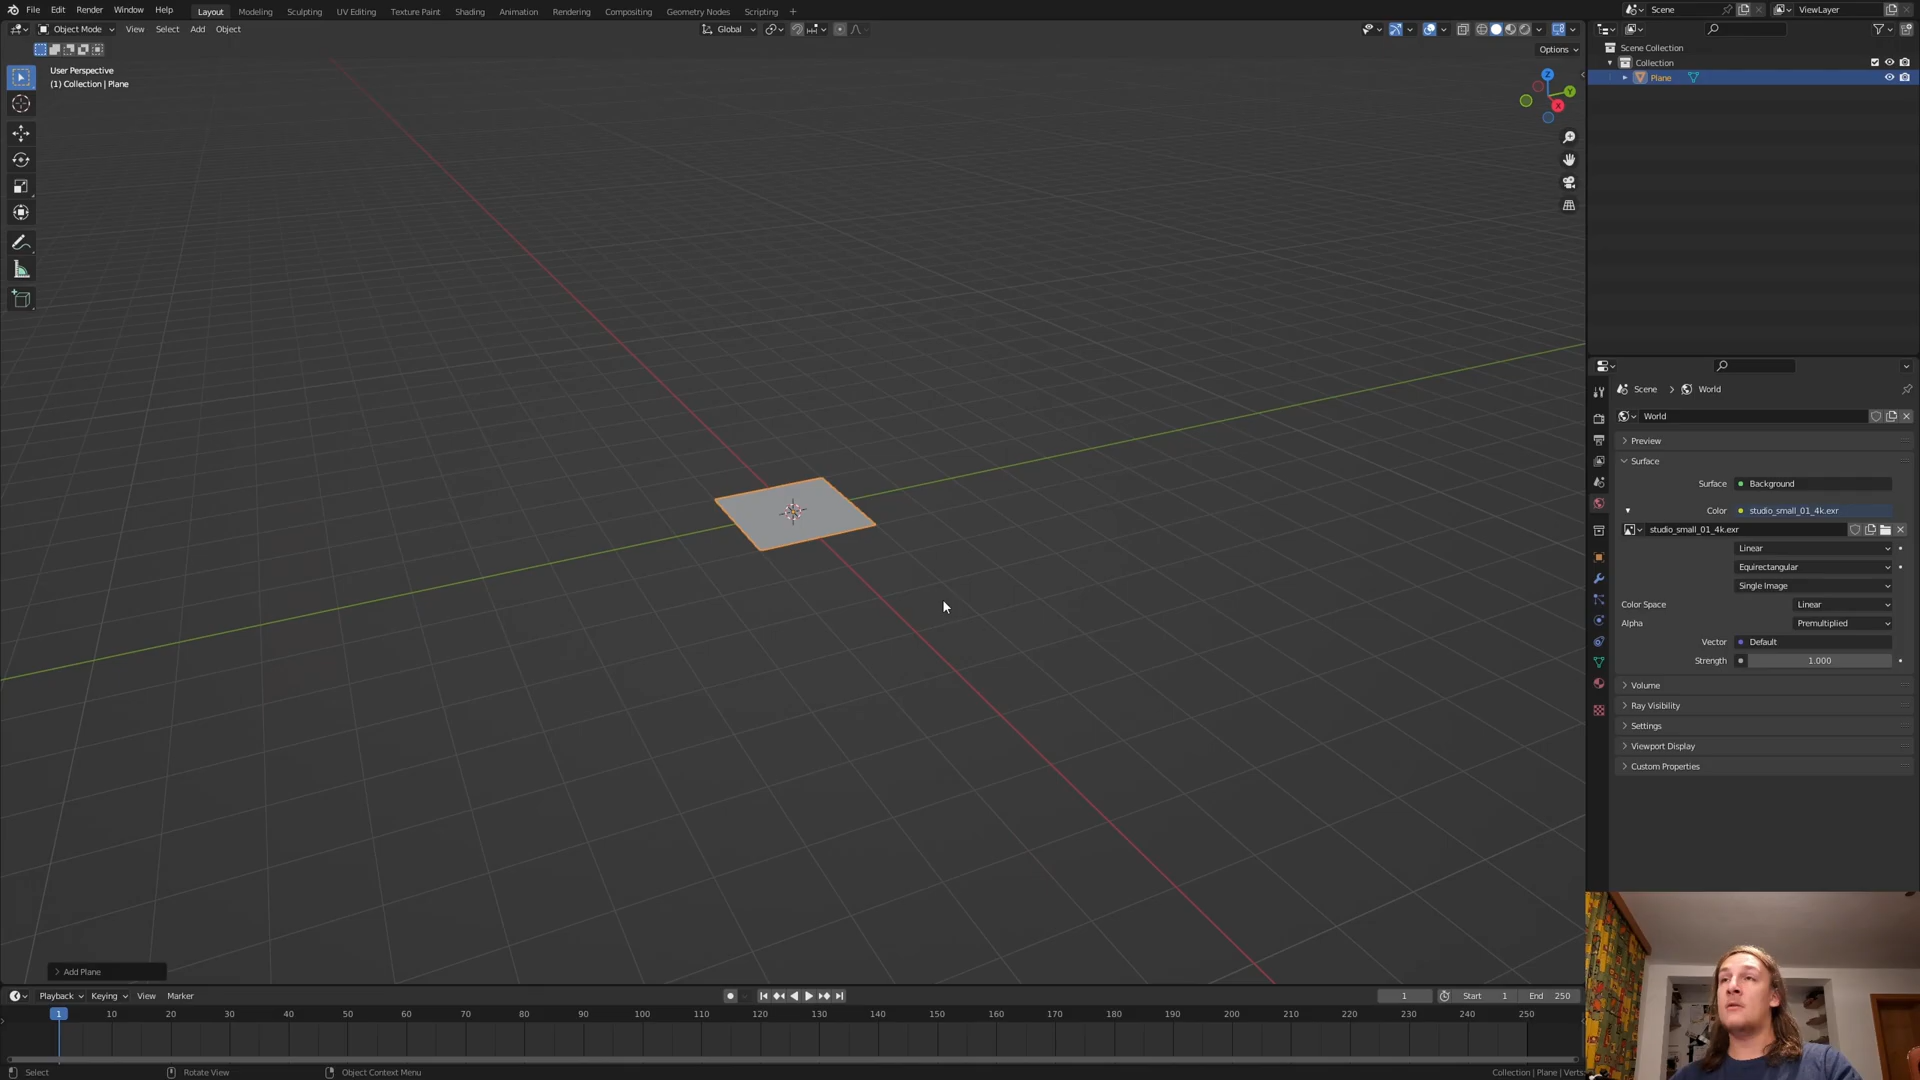 File Edit Render Window Help Layout Modeling Sculpting UV Editing Texture Paint Shading Animation Rendering Compositing Geometry Nodes Scripting + Scene ViewLayer
Object Mode View Select Add Object Global
Options
User Perspective
(1) Collection | Plane
Z
Y
X
Scene Collection
Collection
Plane
Scene > World
World
Preview
Surface
Surface Background
Color studio_small_01_4k.exr
studio_small_01_4k.exr
Linear
Equirectangular
Single Image
Color Space Linear
Alpha Premultiplied
Vector Default
Strength 1.000
Volume
Ray Visibility
Settings
Viewport Display
Custom Properties
> Add Plane
Playback Keying View Marker 1 Start 1 End 250
1 10 20 30 40 50 60 70 80 90 100 110 120 130 140 150 160 170 180 190 200 210 220 230 240 250
Select Rotate View Object Context Menu Collection | Plane | Verts: